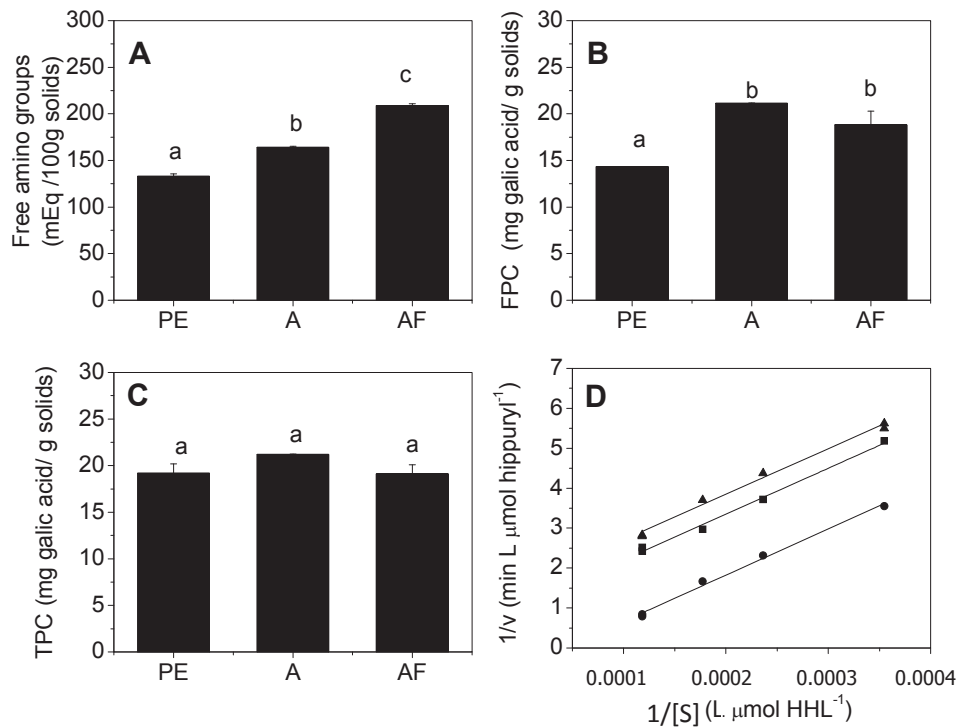 A
Free amino groups
(mEq /100g solids)
300
250
200
150
100
50
0
a
b
c
PE
A
AF
B
FPC (mg galic acid/ g solids)
30
25
20
15
10
5
0
a
b
b
PE
A
AF
C
TPC (mg galic acid/ g solids)
30
25
20
15
10
5
0
a
a
a
PE
A
AF
D
1/v (min L µmol hippuryl⁻¹)
7
6
5
4
3
2
1
0
0.0001
0.0002
0.0003
0.0004
1/[S] (L. µmol HHL⁻¹)